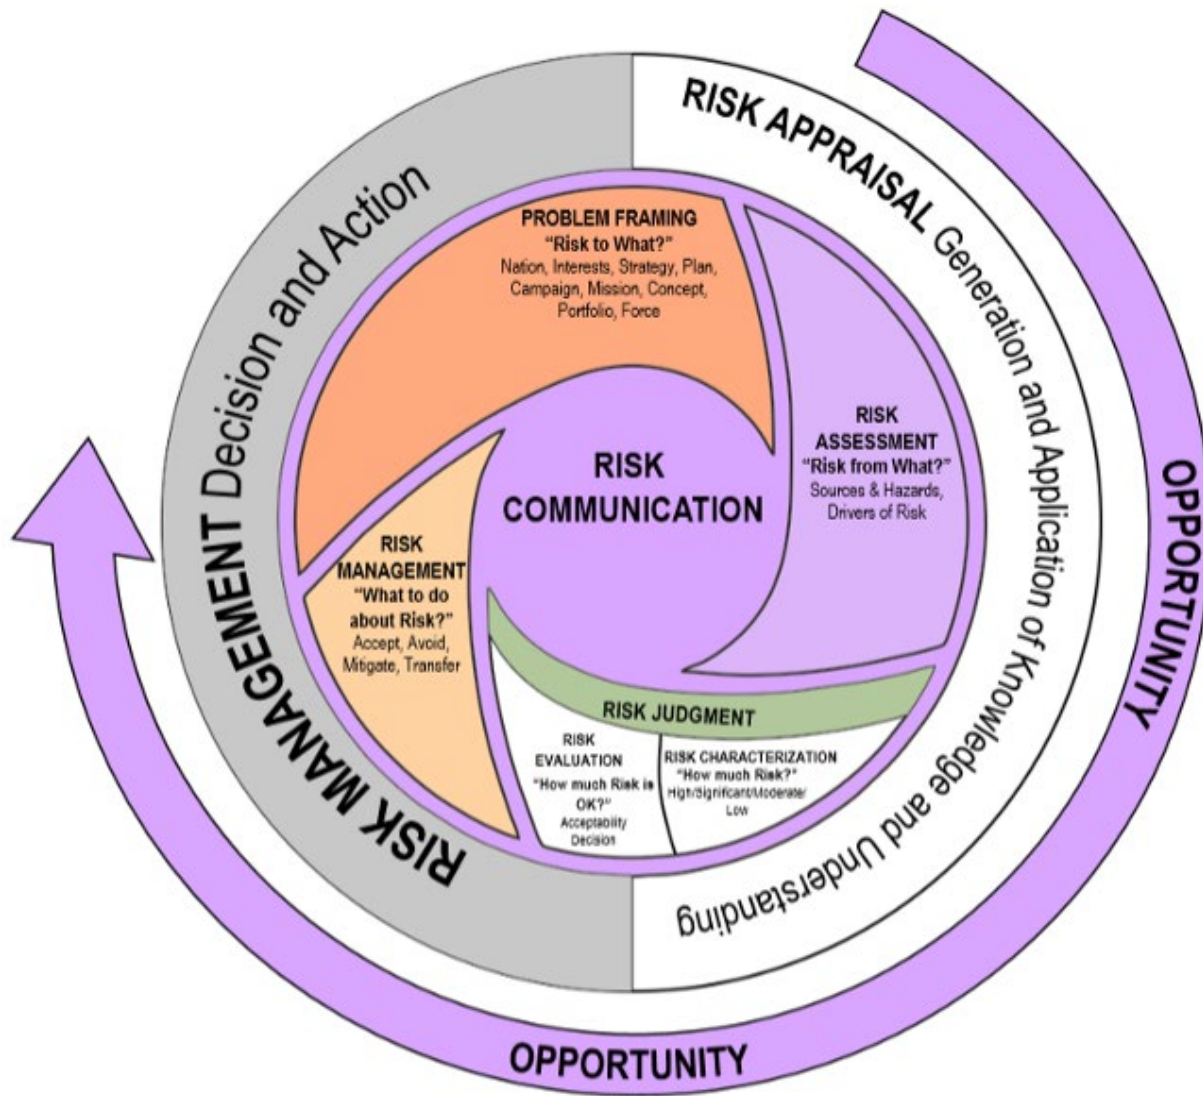 RISK APPRAISAL Generation and Application of Knowledge and Understanding
RISK MANAGEMENT Decision and Action
PROBLEM FRAMING
“Risk to What?”
Nation, Interests, Strategy, Plan,
Campaign, Mission, Concept,
Portfolio, Force
RISK
ASSESSMENT
“Risk from What?”
Sources & Hazards,
Drivers of Risk
RISK
COMMUNICATION
RISK
MANAGEMENT
“What to do
about Risk?”
Accept, Avoid,
Mitigate, Transfer
RISK JUDGMENT
RISK
EVALUATION
“How much Risk is
OK?”
Acceptability
Decision
RISK CHARACTERIZATION
“How much Risk?”
High/Significant/Moderate/
Low
OPPORTUNITY
OPPORTUNITY